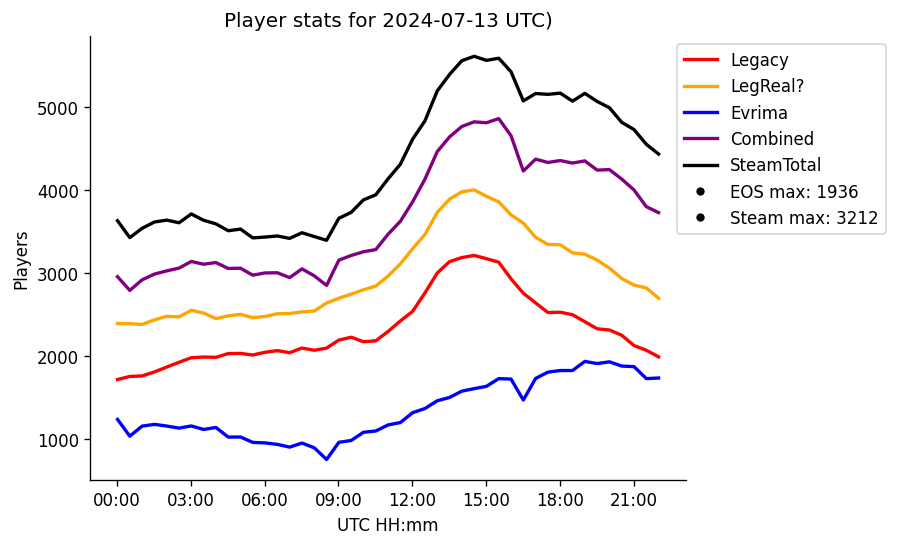 Player stats for 2024-07-13 UTC)
Legacy
LegReal?
Evrima
Combined
SteamTotal
EOS max: 1936
Steam max: 3212
Players
5000
4000
3000
2000
1000
00:00 03:00 06:00 09:00 12:00 15:00 18:00 21:00
UTC HH:mm